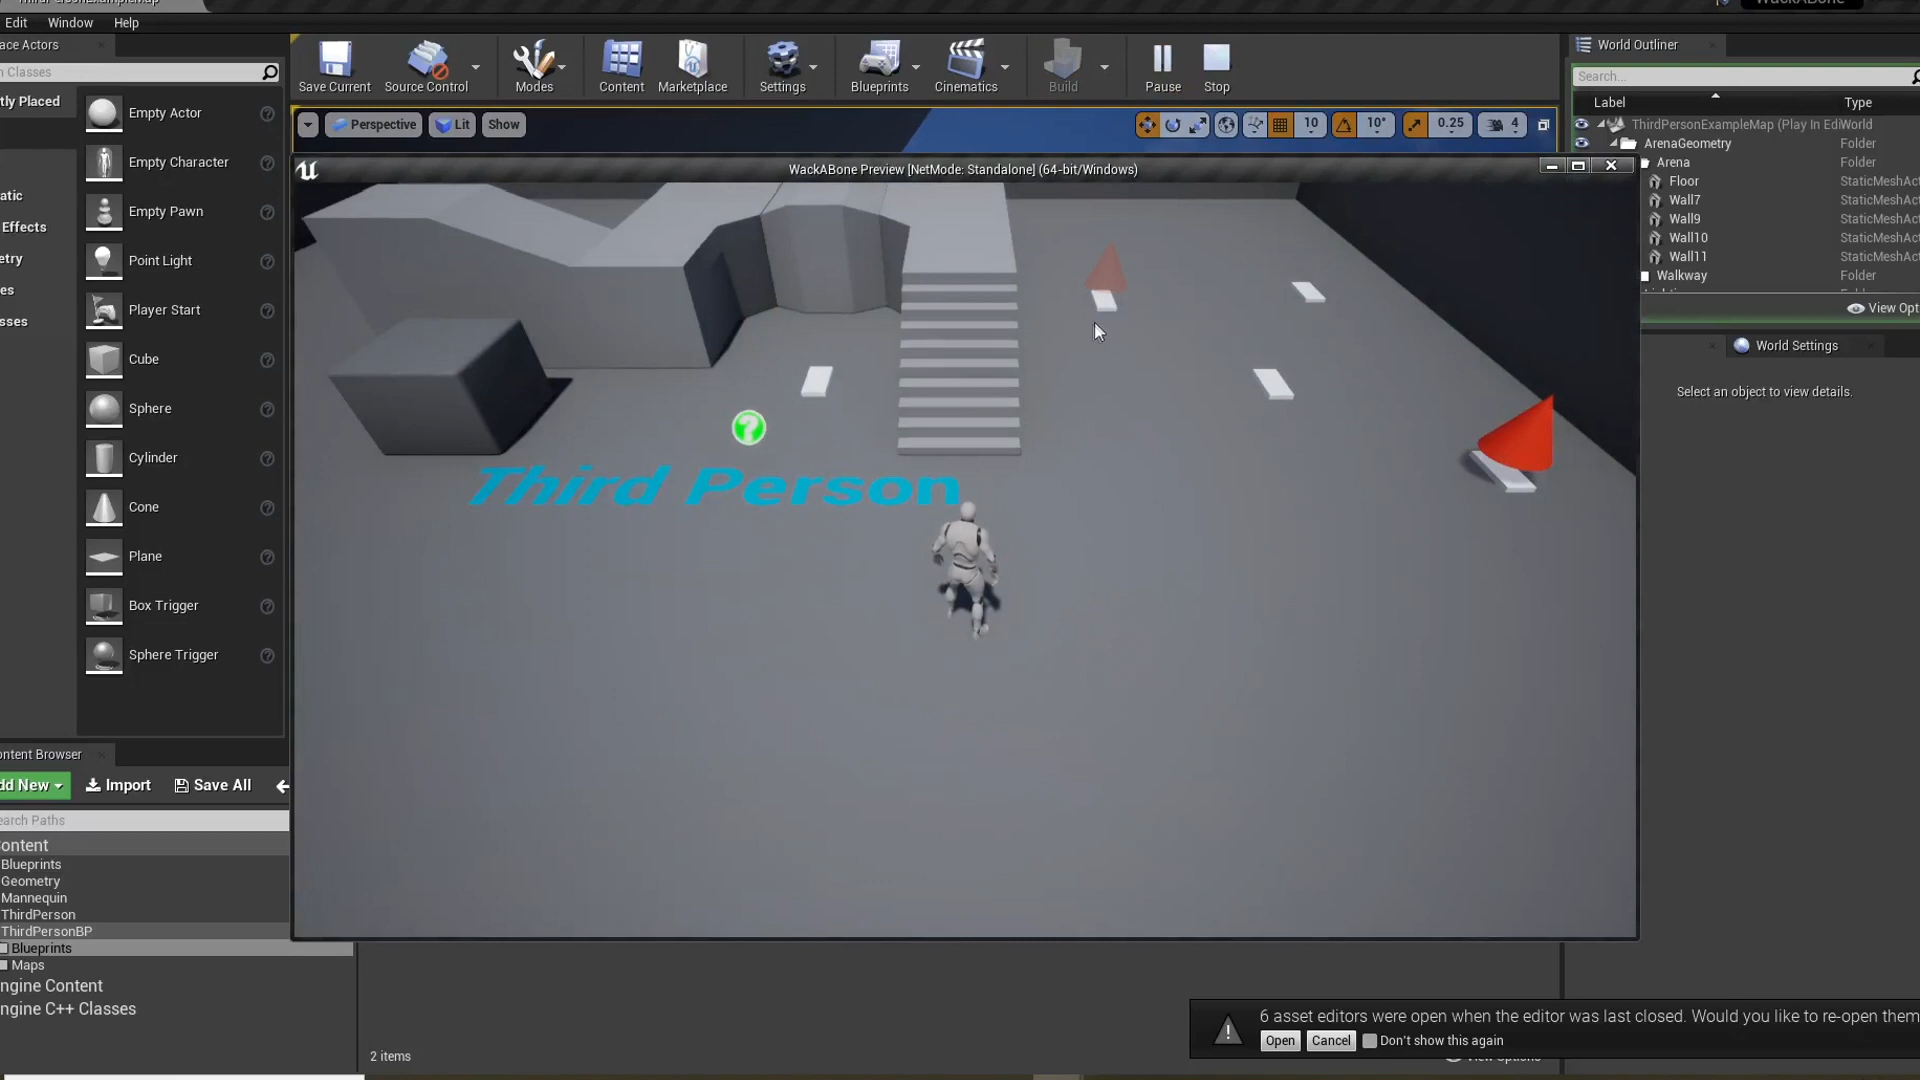 Edit Window Help
ace Actors
Classes
tly Placed
atic
Effects
etry
es
sses
Empty Actor
Empty Character
Empty Pawn
Point Light
Player Start
Cube
Sphere
Cylinder
Cone
Plane
Box Trigger
Sphere Trigger
Save Current
Source Control
Modes
Content
Marketplace
Settings
Blueprints
Cinematics
Build
Pause
Stop
Perspective
Lit
Show
10
10°
0.25
4
WackABone Preview [NetMode: Standalone] (64-bit/Windows)
Third Person
World Outliner
Search...
Label Type
ThirdPersonExampleMap (Play In Edi World
ArenaGeometry Folder
Arena Folder
Floor StaticMeshAct
Wall7 StaticMeshAct
Wall9 StaticMeshAct
Wall10 StaticMeshAct
Wall11 StaticMeshAct
Walkway Folder
View Opt
World Settings
Select an object to view details.
ontent Browser
dd New Import Save All
earch Paths
ontent
Blueprints
Geometry
Mannequin
ThirdPerson
ThirdPersonBP
Blueprints
Maps
ngine Content
ngine C++ Classes
2 items
6 asset editors were open when the editor was last closed. Would you like to re-open them
Open Cancel Don't show this again